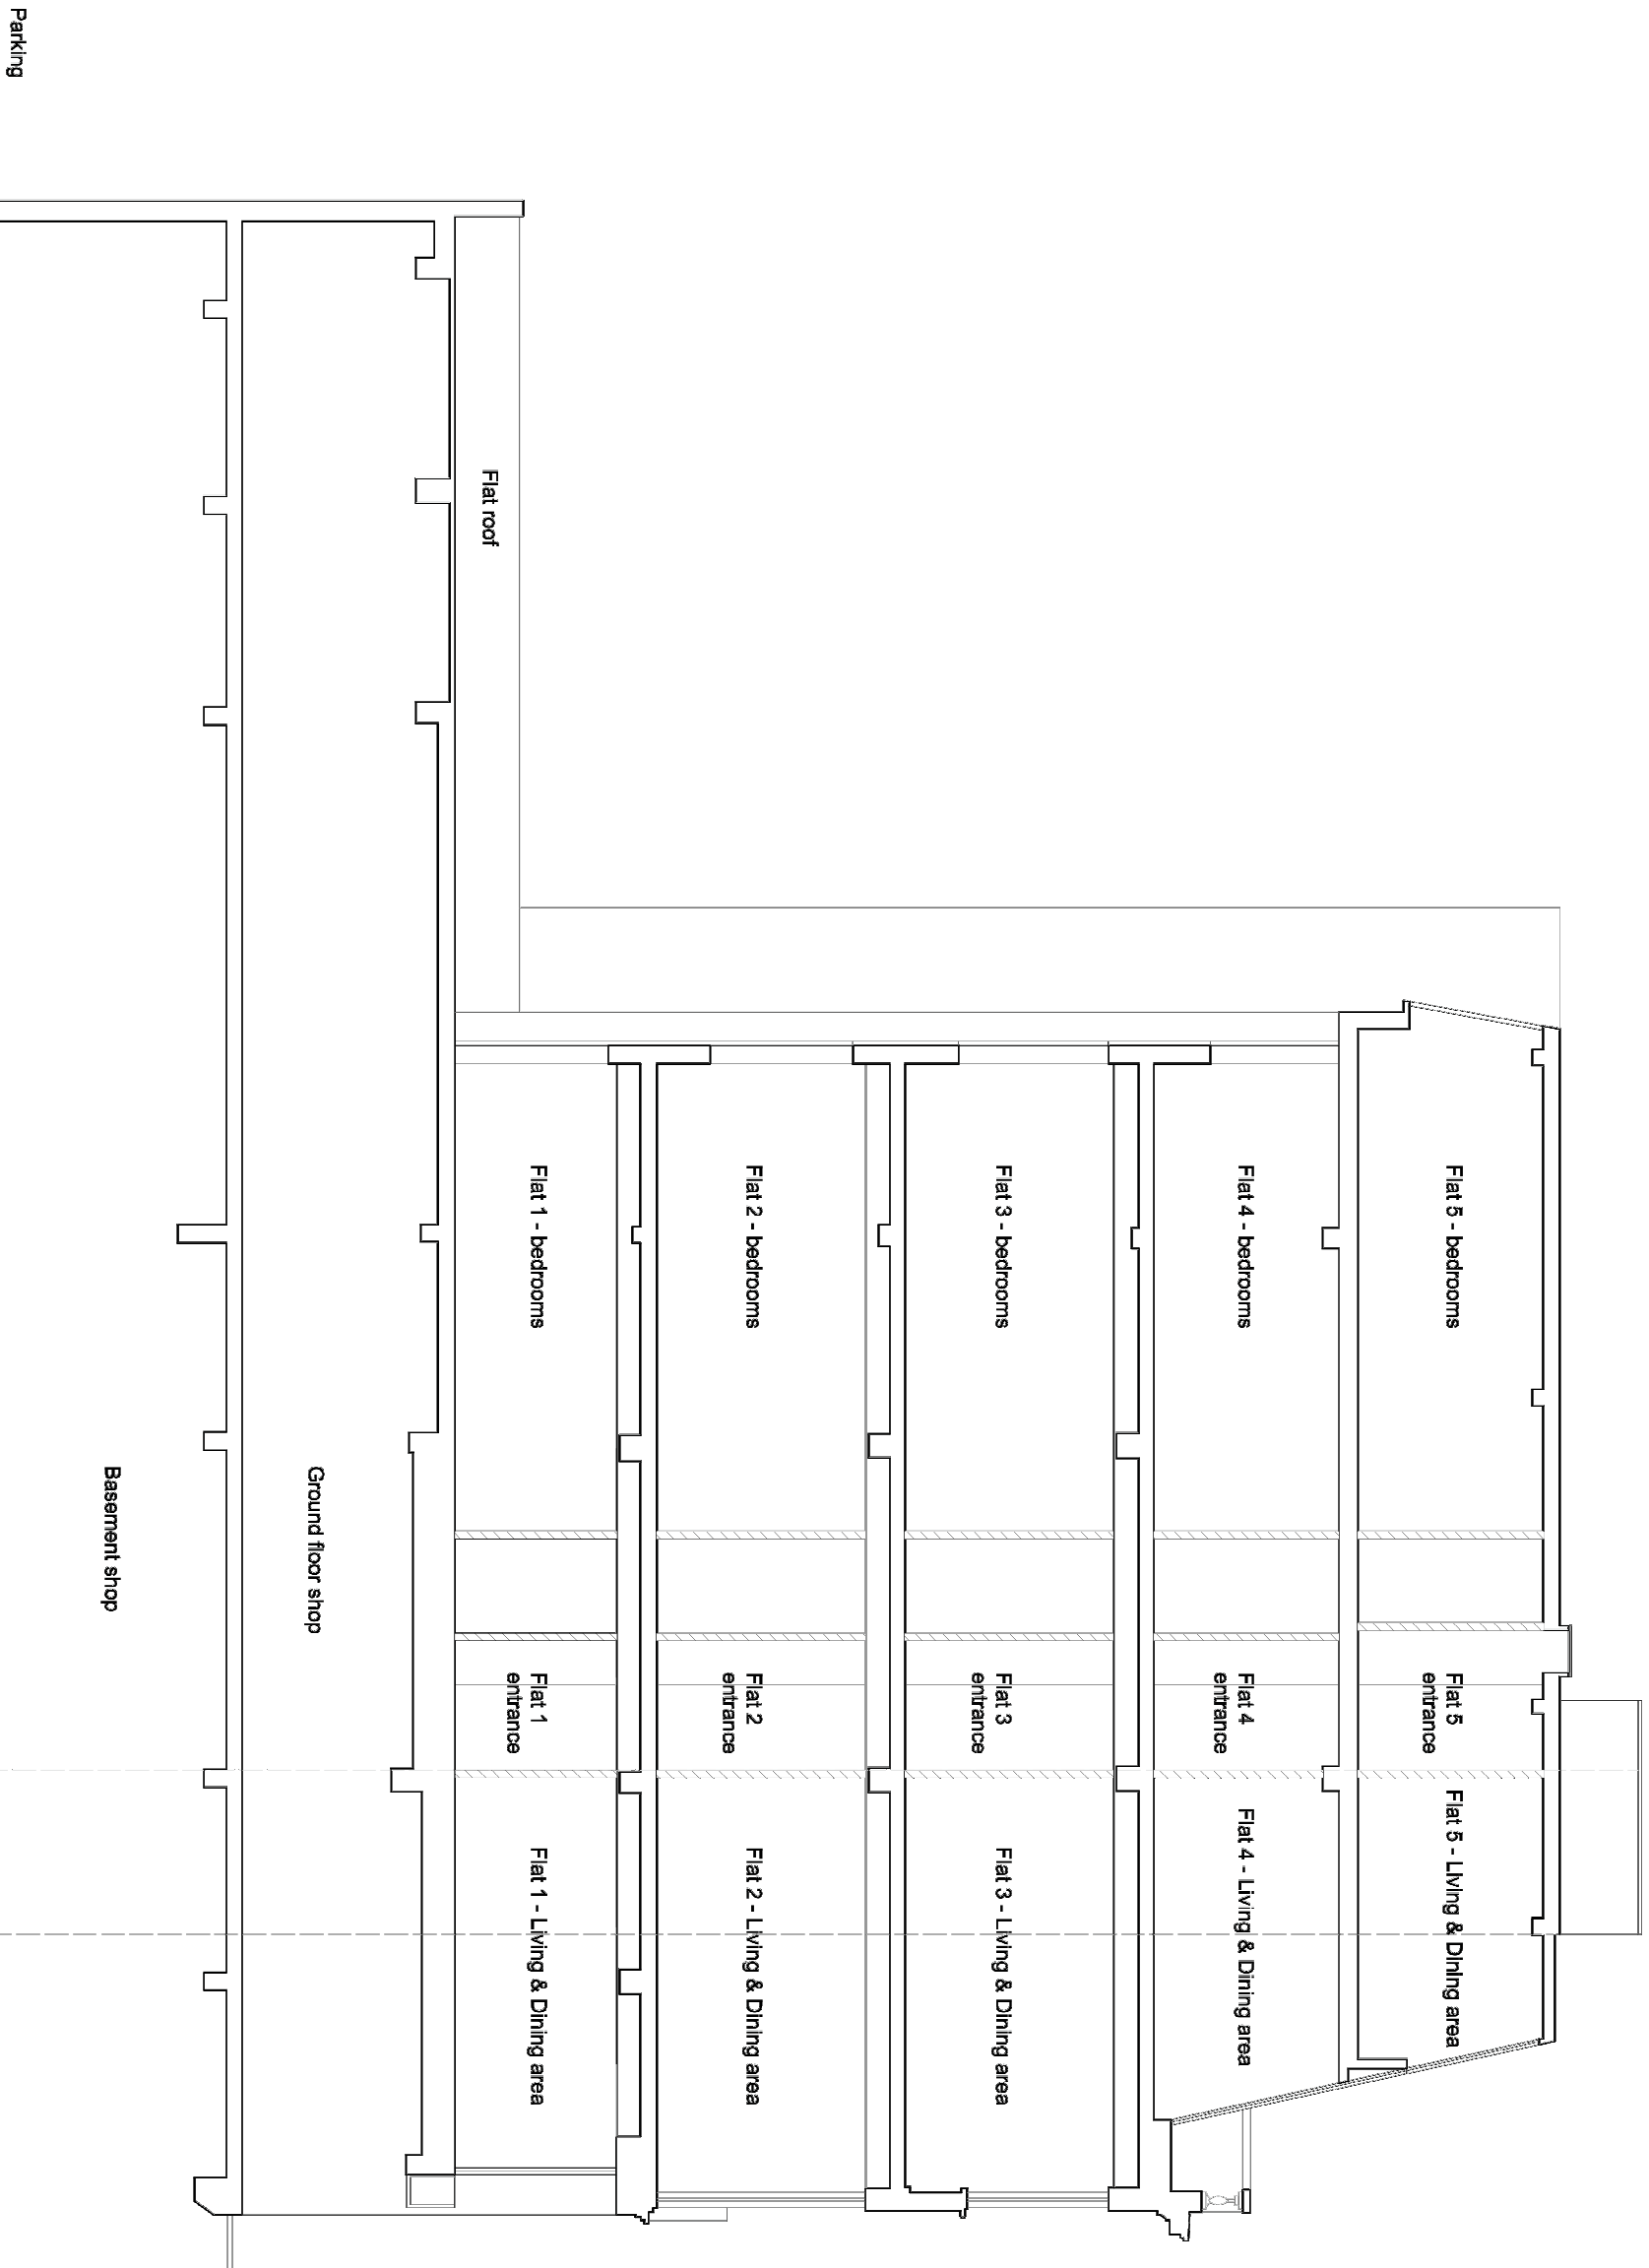 Flat 5 - bedrooms
Flat 5
entrance
Flat 5 - Living & Dining area
Flat 4 - bedrooms
Flat 4
entrance
Flat 4 - Living & Dining area
Flat 3 - bedrooms
Flat 3
entrance
Flat 3 - Living & Dining area
Flat 2 - bedrooms
Flat 2
entrance
Flat 2 - Living & Dining area
Flat 1 - bedrooms
Flat 1
entrance
Flat 1 - Living & Dining area
Flat roof
Ground floor shop
Basement shop
Parking